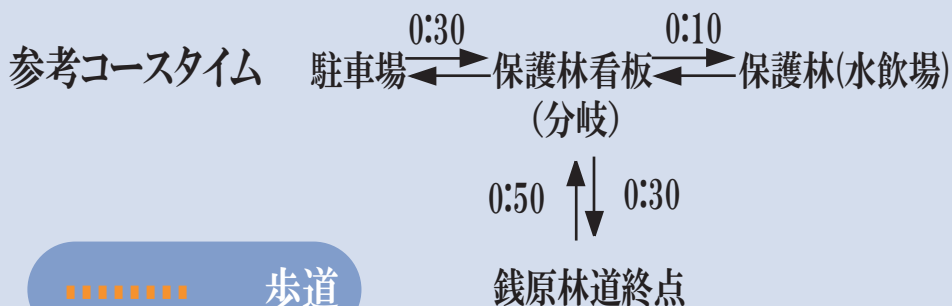 0:30 0:10
参考コースタイム 駐車場 保護林看板 保護林(水飲場)
(分岐)
0:50 0:30
歩道 銭原林道終点